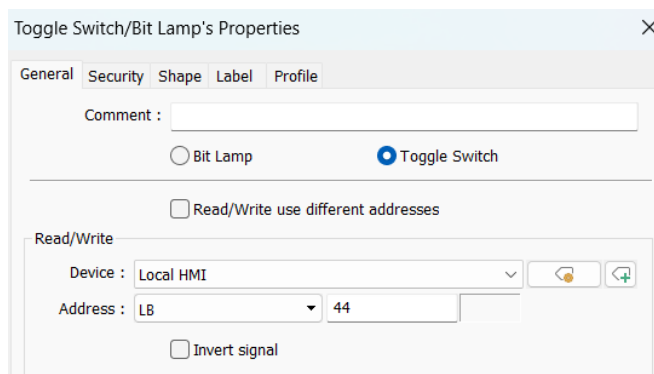 Toggle Switch/Bit Lamp's Properties
General Security Shape Label Profile
Comment :
Bit Lamp Toggle Switch
Read/Write use different addresses
Read/Write
Device : Local HMI
Address : LB 44
Invert signal